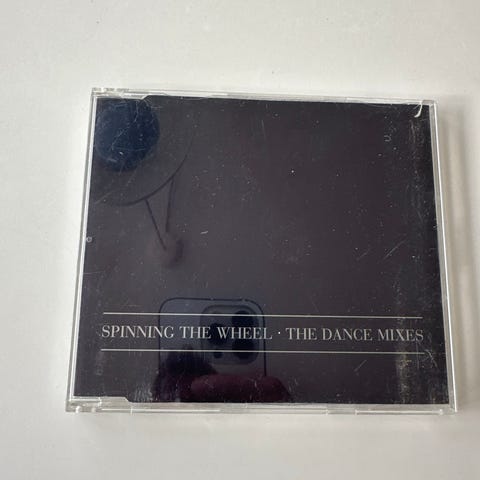 SPINNING THE WHEEL · THE DANCE MIXES